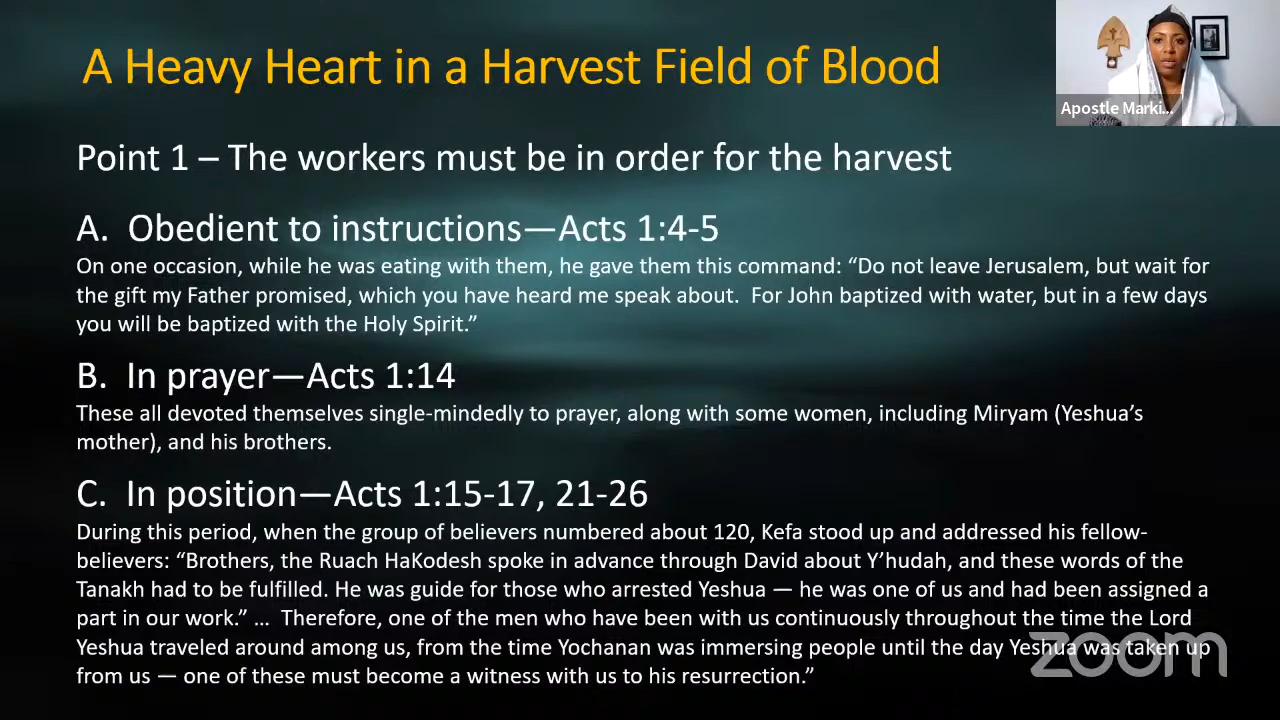 A Heavy Heart in a Harvest Field of Blood
Apostle Marki...
Point 1 – The workers must be in order for the harvest
A. Obedient to instructions—Acts 1:4-5
On one occasion, while he was eating with them, he gave them this command: “Do not leave Jerusalem, but wait for
the gift my Father promised, which you have heard me speak about. For John baptized with water, but in a few days
you will be baptized with the Holy Spirit.”
B. In prayer—Acts 1:14
These all devoted themselves single-mindedly to prayer, along with some women, including Miryam (Yeshua’s
mother), and his brothers.
C. In position—Acts 1:15-17, 21-26
During this period, when the group of believers numbered about 120, Kefa stood up and addressed his fellow-
believers: “Brothers, the Ruach HaKodesh spoke in advance through David about Y’hudah, and these words of the
Tanakh had to be fulfilled. He was guide for those who arrested Yeshua — he was one of us and had been assigned a
part in our work.” … Therefore, one of the men who have been with us continuously throughout the time the Lord
Yeshua traveled around among us, from the time Yochanan was immersing people until the day Yeshua was taken up
from us — one of these must become a witness with us to his resurrection.”
zoom